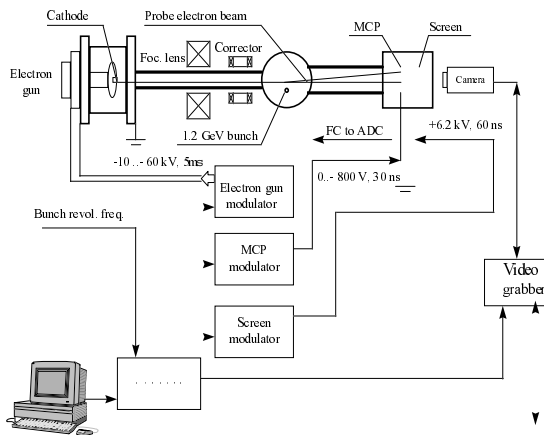 Probe electron beam
Cathode
MCP
Screen
Foc. lens
Corrector
Electron
gun
Camera
1.2 GeV bunch
FC to ADC
+6.2 kV, 60 ns
-10 ..- 60 kV, 5ms
0..- 800 V, 30 ns
Electron gun
modulator
Bunch revol. freq.
MCP
modulator
Video
grabber
Screen
modulator
. . . . . . .